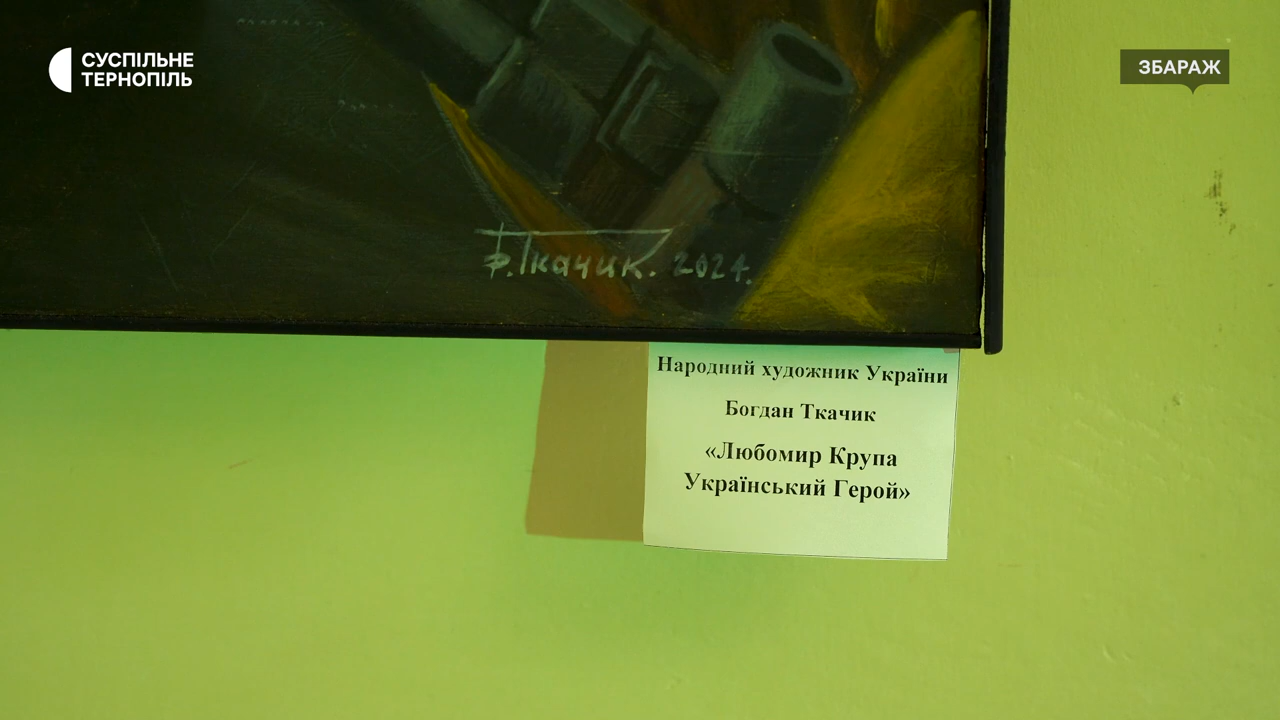 СУСПІЛЬНЕ
ТЕРНОПІЛЬ
ЗБАРАЖ
Б.Ткачик. 2024.
Народний художник України
Богдан Ткачик
«Любомир Крупа
Український Герой»